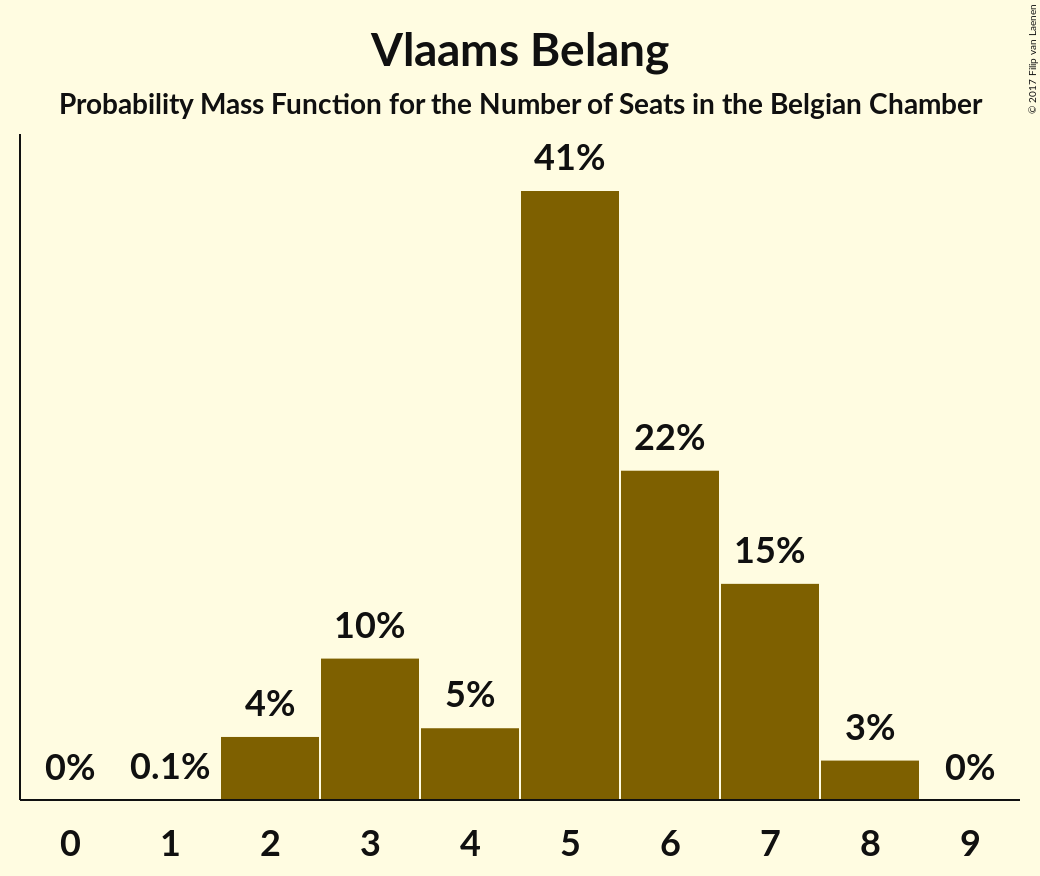 Vlaams Belang
Probability Mass Function for the Number of Seats in the Belgian Chamber
© 2017 Filip van Laenen
41%
22%
15%
10%
5%
4%
3%
0%
0.1%
0%
0 1 2 3 4 5 6 7 8 9